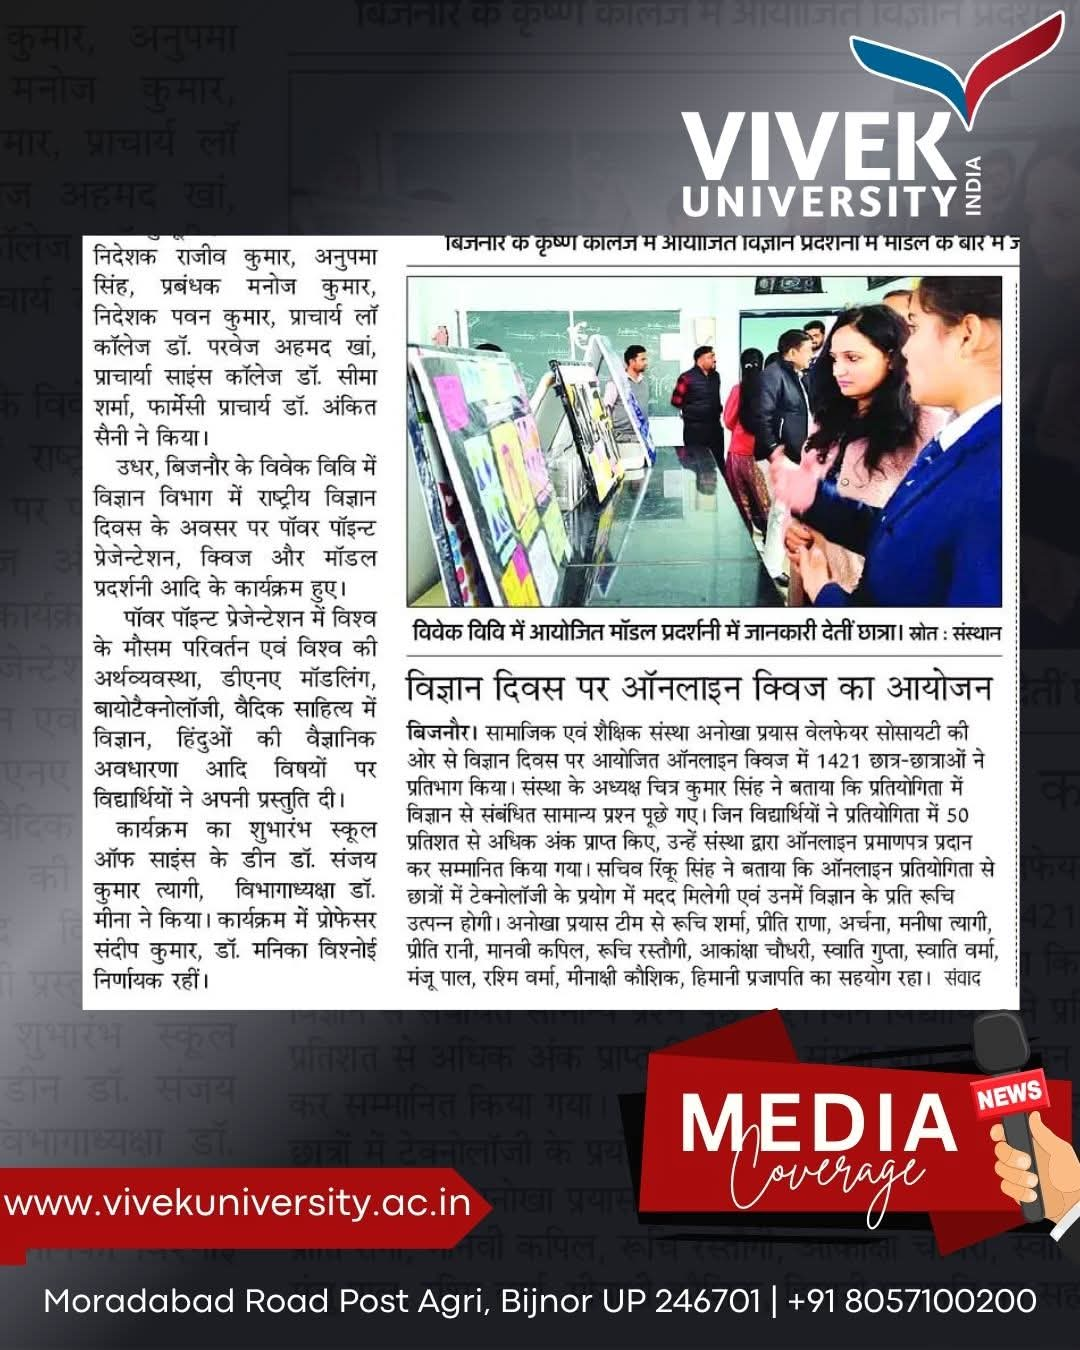 VIVEK
UNIVERSITY
INDIA
निदेशक राजीव कुमार, अनुपमा
सिंह, प्रबंधक मनोज कुमार,
निदेशक पवन कुमार, प्राचार्य लॉ
कॉलेज डॉ. परवेज अहमद खां,
प्राचार्या साइंस कॉलेज डॉ. सीमा
शर्मा, फार्मेसी प्राचार्य डॉ. अंकित
सैनी ने किया।
उधर, बिजनौर के विवेक विवि में
विज्ञान विभाग में राष्ट्रीय विज्ञान
दिवस के अवसर पर पॉवर पॉइन्ट
प्रेजेन्टेशन, क्विज और मॉडल
प्रदर्शनी आदि के कार्यक्रम हुए।
पॉवर पॉइन्ट प्रेजेन्टेशन में विश्व
के मौसम परिवर्तन एवं विश्व की
अर्थव्यवस्था, डीएनए मॉडलिंग,
बायोटैक्नोलॉजी, वैदिक साहित्य में
विज्ञान, हिंदुओं की वैज्ञानिक
अवधारणा आदि विषयों पर
विद्यार्थियों ने अपनी प्रस्तुति दी।
कार्यक्रम का शुभारंभ स्कूल
ऑफ साइंस के डीन डॉ. संजय
कुमार त्यागी, विभागाध्यक्षा डॉ.
मीना ने किया। कार्यक्रम में प्रोफेसर
संदीप कुमार, डॉ. मनिका विश्नोई
निर्णायक रहीं।
बिजनौर के कृष्णा कॉलेज में आयोजित विज्ञान प्रदर्शनी में मॉडल के बारे में
विवेक विवि में आयोजित मॉडल प्रदर्शनी में जानकारी देतीं छात्रा। स्रोत : संस्थान
विज्ञान दिवस पर ऑनलाइन क्विज का आयोजन
बिजनौर। सामाजिक एवं शैक्षिक संस्था अनोखा प्रयास वेलफेयर सोसायटी की
ओर से विज्ञान दिवस पर आयोजित ऑनलाइन क्विज में 1421 छात्र-छात्राओं ने
प्रतिभाग किया। संस्था के अध्यक्ष चित्र कुमार सिंह ने बताया कि प्रतियोगिता में
विज्ञान से संबंधित सामान्य प्रश्न पूछे गए। जिन विद्यार्थियों ने प्रतियोगिता में 50
प्रतिशत से अधिक अंक प्राप्त किए, उन्हें संस्था द्वारा ऑनलाइन प्रमाणपत्र प्रदान
कर सम्मानित किया गया। सचिव रिंकू सिंह ने बताया कि ऑनलाइन प्रतियोगिता से
छात्रों में टेक्नोलॉजी के प्रयोग में मदद मिलेगी एवं उनमें विज्ञान के प्रति रूचि
उत्पन्न होगी। अनोखा प्रयास टीम से रूचि शर्मा, प्रीति राणा, अर्चना, मनीषा त्यागी,
प्रीति रानी, मानवी कपिल, रूचि रस्तौगी, आकांक्षा चौधरी, स्वाति गुप्ता, स्वाति वर्मा,
मंजू पाल, रश्मि वर्मा, मीनाक्षी कौशिक, हिमानी प्रजापति का सहयोग रहा। संवाद
MEDIA
Coverage
NEWS
www.vivekuniversity.ac.in
Moradabad Road Post Agri, Bijnor UP 246701 | +91 8057100200